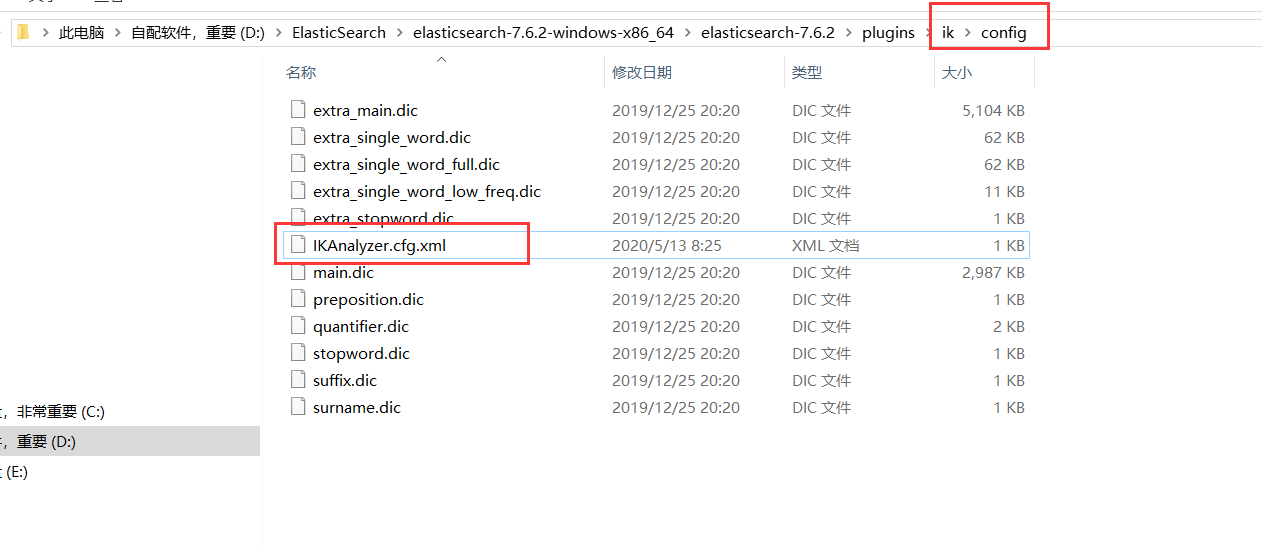 此电脑 自配软件，重要 (D:) ElasticSearch elasticsearch-7.6.2-windows-x86_64 elasticsearch-7.6.2 plugins ik config
名称 修改日期 类型 大小
extra_main.dic 2019/12/25 20:20 DIC 文件 5,104 KB
extra_single_word.dic 2019/12/25 20:20 DIC 文件 62 KB
extra_single_word_full.dic 2019/12/25 20:20 DIC 文件 62 KB
extra_single_word_low_freq.dic 2019/12/25 20:20 DIC 文件 11 KB
extra_stopword.dic 2019/12/25 20:20 DIC 文件 1 KB
IKAnalyzer.cfg.xml 2020/5/13 8:25 XML 文档 1 KB
main.dic 2019/12/25 20:20 DIC 文件 2,987 KB
preposition.dic 2019/12/25 20:20 DIC 文件 1 KB
quantifier.dic 2019/12/25 20:20 DIC 文件 2 KB
stopword.dic 2019/12/25 20:20 DIC 文件 1 KB
suffix.dic 2019/12/25 20:20 DIC 文件 1 KB
surname.dic 2019/12/25 20:20 DIC 文件 1 KB
，非常重要 (C:)
，重要 (D:)
(E:)